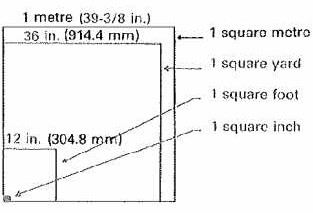 1 metre (39-3/8 in.)
36 in. (914.4 mm)
1 square metre
1 square yard
1 square foot
12 in. (304.8 mm)
1 square inch